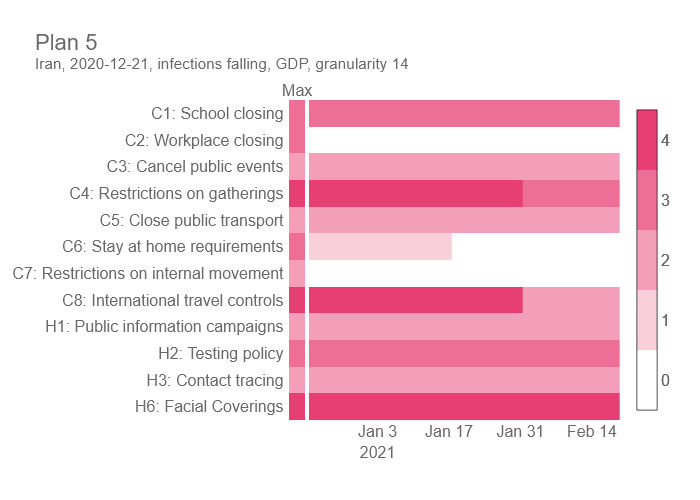 Plan 5
Iran, 2020-12-21, infections falling, GDP, granularity 14
Max
C1: School closing
C2: Workplace closing
C3: Cancel public events
C4: Restrictions on gatherings
C5: Close public transport
C6: Stay at home requirements
C7: Restrictions on internal movement
C8: International travel controls
H1: Public information campaigns
H2: Testing policy
H3: Contact tracing
H6: Facial Coverings
Jan 3 Jan 17 Jan 31 Feb 14
2021
4
3
2
1
0